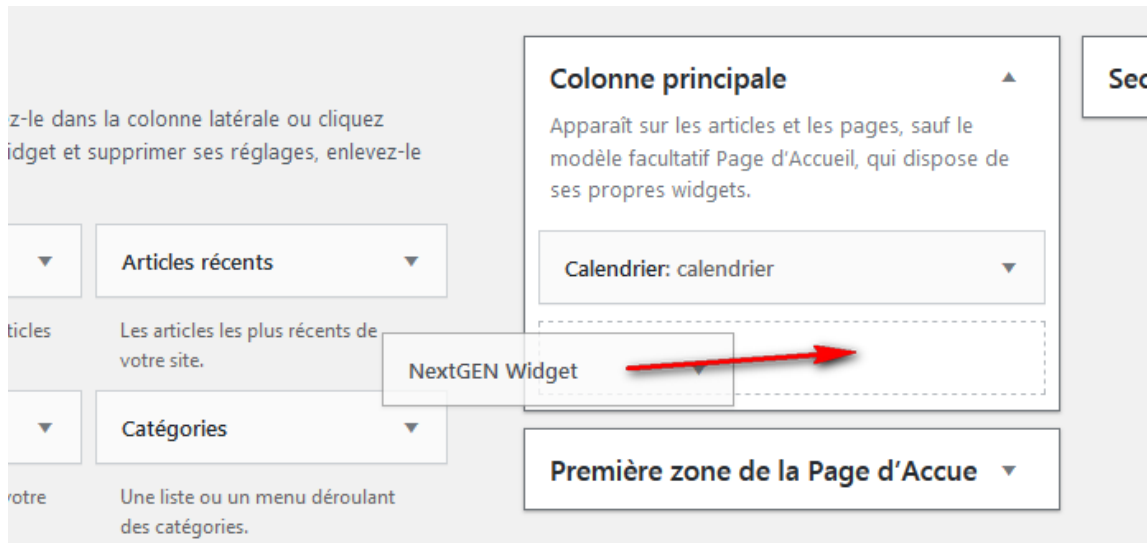 z-le dans la colonne latérale ou cliquez
idget et supprimer ses réglages, enlevez-le
Articles récents
ticles
Les articles les plus récents de
votre site.
Catégories
votre
Une liste ou un menu déroulant
des catégories.
NextGEN Widget
Colonne principale
Apparaît sur les articles et les pages, sauf le
modèle facultatif Page d'Accueil, qui dispose de
ses propres widgets.
Calendrier: calendrier
Première zone de la Page d'Accue
Sec